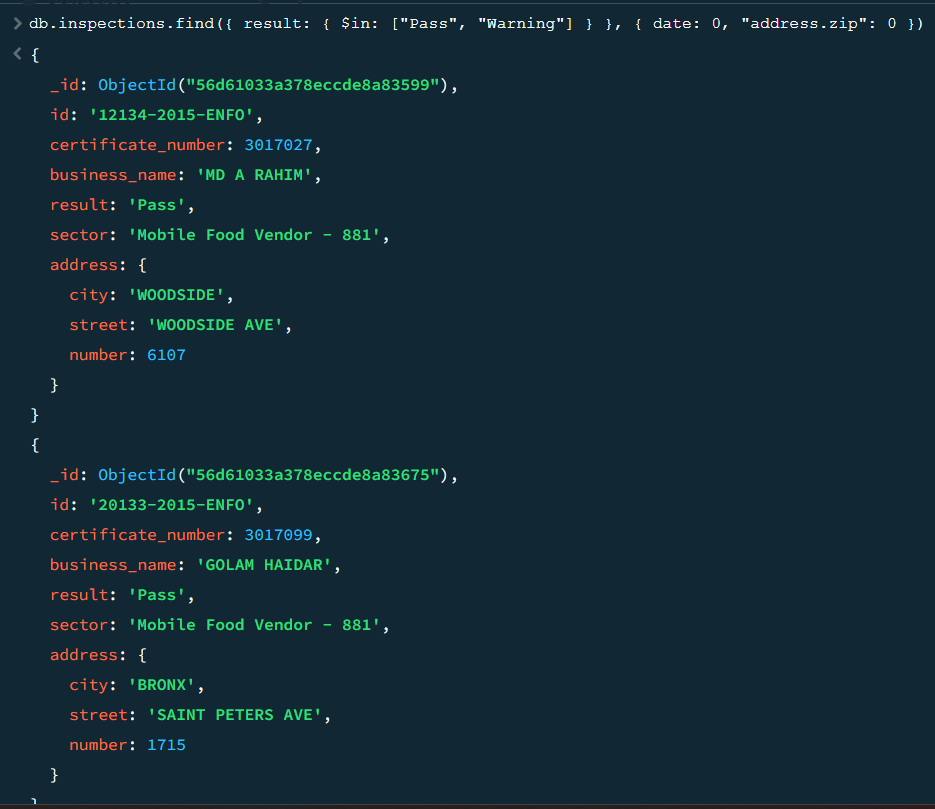 > db.inspections.find({ result: { $in: ["Pass", "Warning"] } }, { date: 0, "address.zip": 0 })
< {
_id: ObjectId("56d61033a378eccde8a83599"),
id: '12134-2015-ENFO',
certificate_number: 3017027,
business_name: 'MD A RAHIM',
result: 'Pass',
sector: 'Mobile Food Vendor - 881',
address: {
city: 'WOODSIDE',
street: 'WOODSIDE AVE',
number: 6107
}
}
{
_id: ObjectId("56d61033a378eccde8a83675"),
id: '20133-2015-ENFO',
certificate_number: 3017099,
business_name: 'GOLAM HAIDAR',
result: 'Pass',
sector: 'Mobile Food Vendor - 881',
address: {
city: 'BRONX',
street: 'SAINT PETERS AVE',
number: 1715
}
}